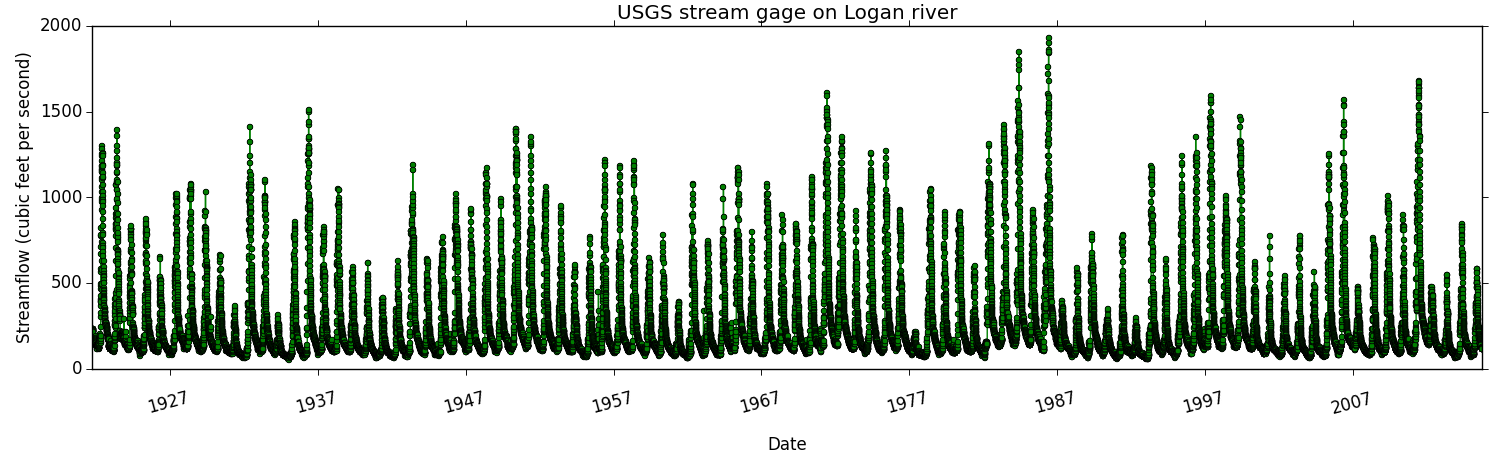 USGS stream gage on Logan river
Streamflow (cubic feet per second)
2000
1500
1000
500
0
1927 1937 1947 1957 1967 1977 1987 1997 2007
Date